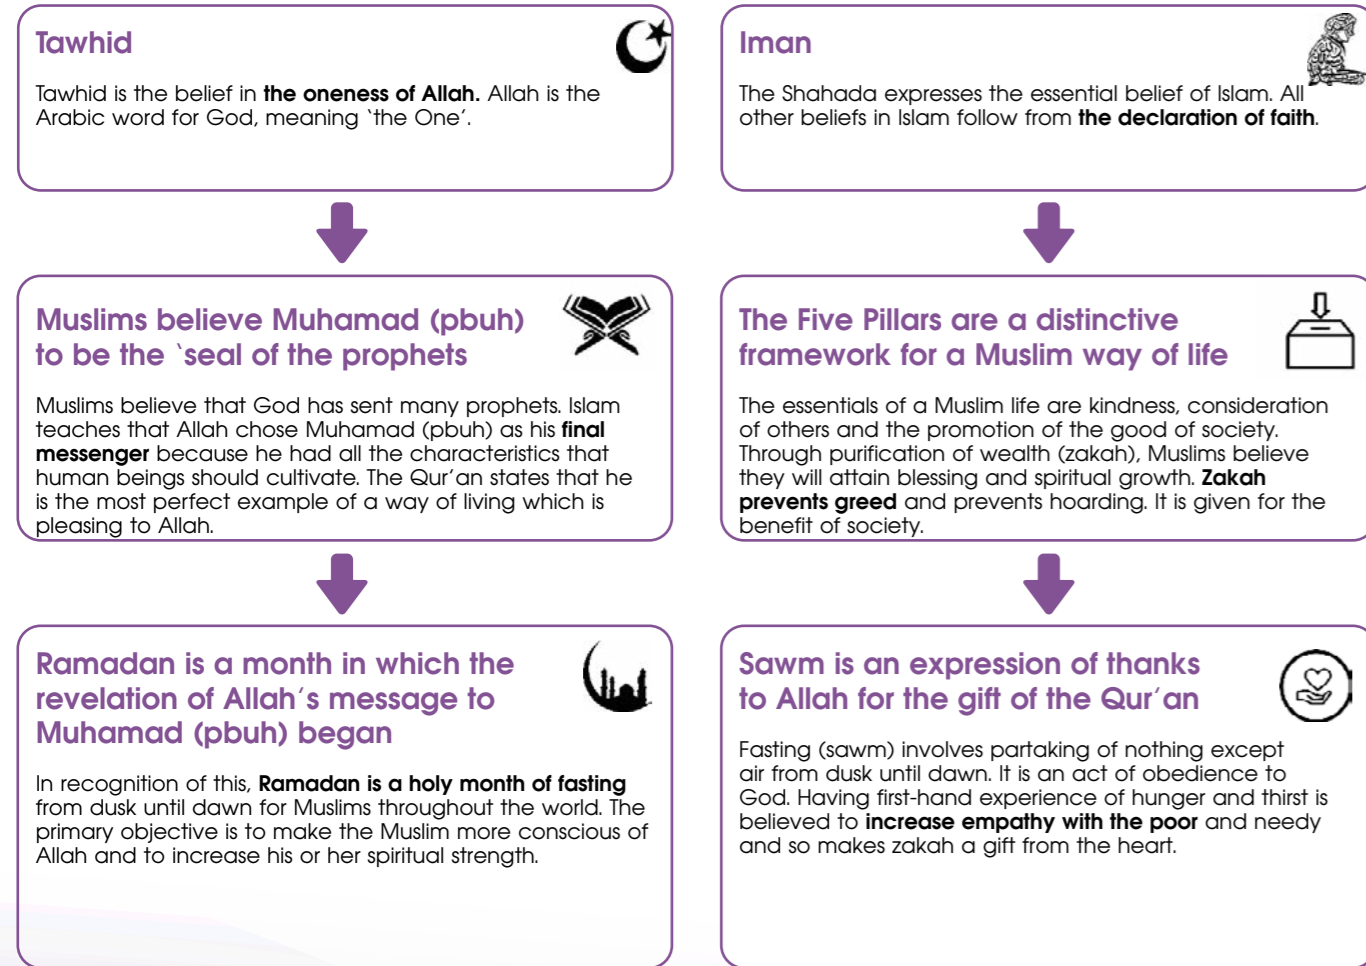 Tawhid
Tawhid is the belief in the oneness of Allah. Allah is the
Arabic word for God, meaning ‵the One′.
Muslims believe Muhamad (pbuh)
to be the ‵seal of the prophets
Muslims believe that God has sent many prophets. Islam
teaches that Allah chose Muhamad (pbuh) as his final
messenger because he had all the characteristics that
human beings should cultivate. The Qur′an states that he
is the most perfect example of a way of living which is
pleasing to Allah.
Ramadan is a month in which the
revelation of Allah′s message to
Muhamad (pbuh) began
In recognition of this, Ramadan is a holy month of fasting
from dusk until dawn for Muslims throughout the world. The
primary objective is to make the Muslim more conscious of
Allah and to increase his or her spiritual strength.
Iman
The Shahada expresses the essential belief of Islam. All
other beliefs in Islam follow from the declaration of faith.
The Five Pillars are a distinctive
framework for a Muslim way of life
The essentials of a Muslim life are kindness, consideration
of others and the promotion of the good of society.
Through purification of wealth (zakah), Muslims believe
they will attain blessing and spiritual growth. Zakah
prevents greed and prevents hoarding. It is given for the
benefit of society.
Sawm is an expression of thanks
to Allah for the gift of the Qur′an
Fasting (sawm) involves partaking of nothing except
air from dusk until dawn. It is an act of obedience to
God. Having first-hand experience of hunger and thirst is
believed to increase empathy with the poor and needy
and so makes zakah a gift from the heart.